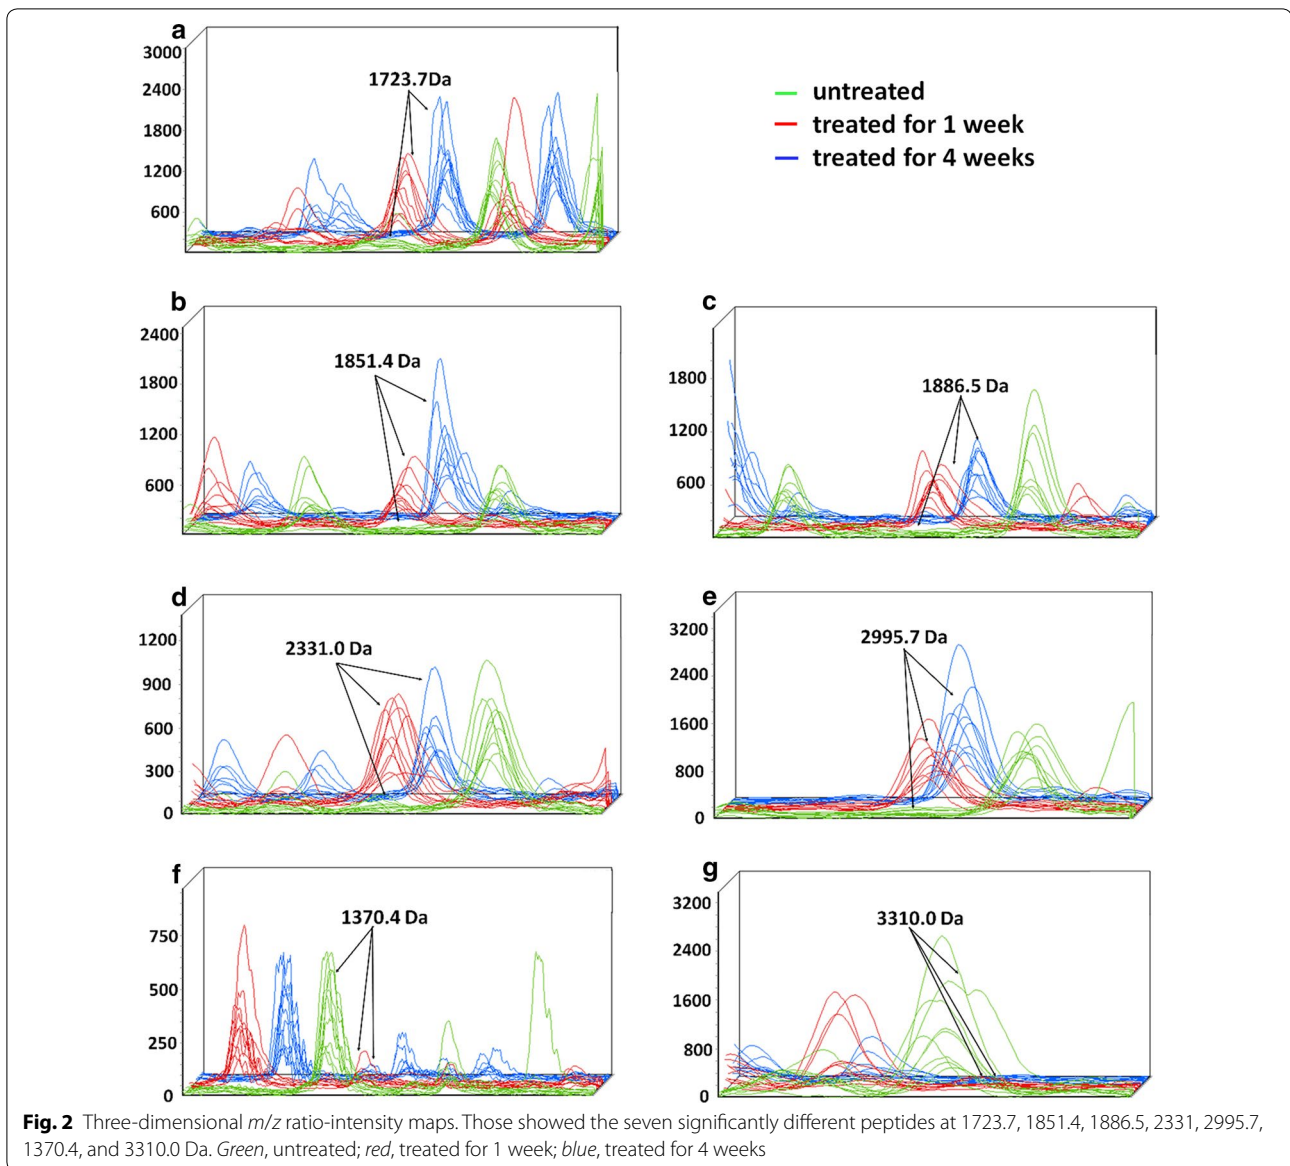 a
3000
2400
1800
1200
600
1723.7Da
untreated
treated for 1 week
treated for 4 weeks
b
2400
1800
1200
600
1851.4 Da
c
1800
1200
600
1886.5 Da
d
1200
900
600
300
0
2331.0 Da
e
3200
2400
1600
800
0
2995.7 Da
f
750
500
250
0
1370.4 Da
g
3200
2400
1600
800
0
3310.0 Da
Fig. 2 Three-dimensional m/z ratio-intensity maps. Those showed the seven significantly different peptides at 1723.7, 1851.4, 1886.5, 2331, 2995.7,
1370.4, and 3310.0 Da. Green, untreated; red, treated for 1 week; blue, treated for 4 weeks